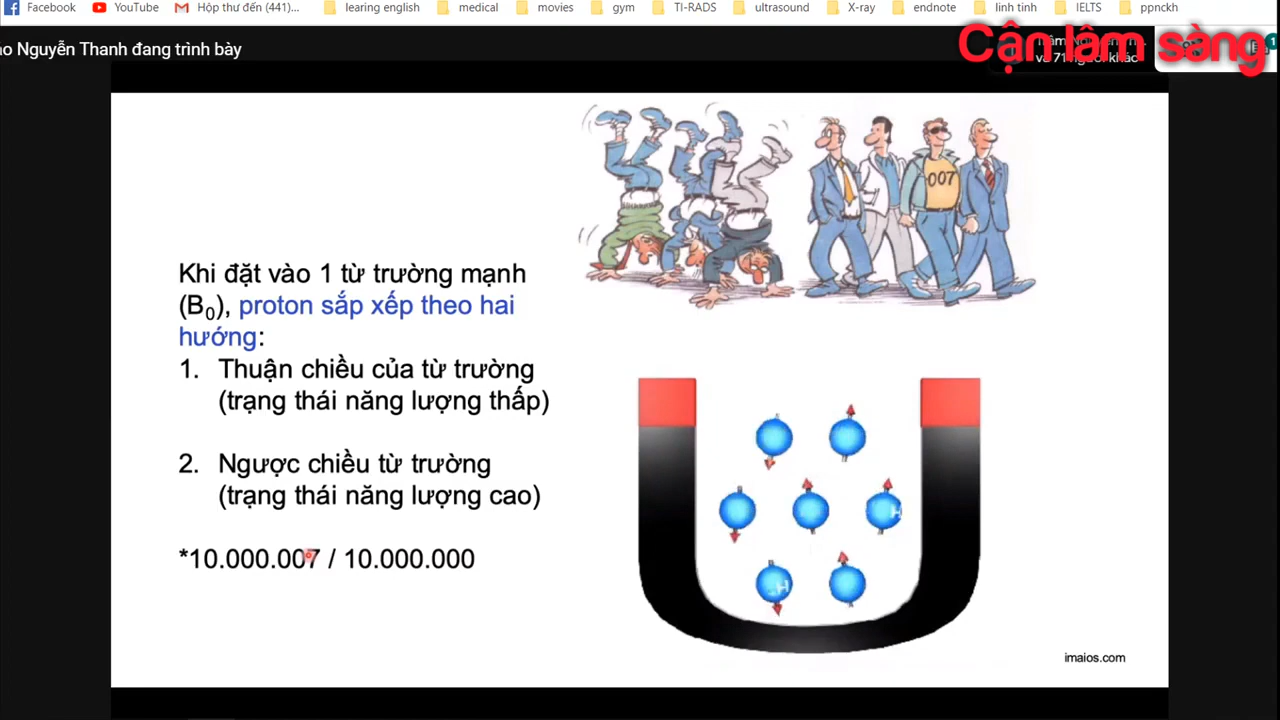 Facebook
YouTube
Hộp thư đến (441)...
learing english
medical
movies
gym
TI-RADS
ultrasound
X-ray
endnote
linh tinh
IELTS
ppnckh
Nguyễn Thanh đang trình bày
Cận lâm sàng
007
Khi đặt vào 1 từ trường mạnh
(B₀), proton sắp xếp theo hai
hướng:
1. Thuận chiều của từ trường
(trạng thái năng lượng thấp)
2. Ngược chiều từ trường
(trạng thái năng lượng cao)
*10.000.007 / 10.000.000
H
H
imaios.com